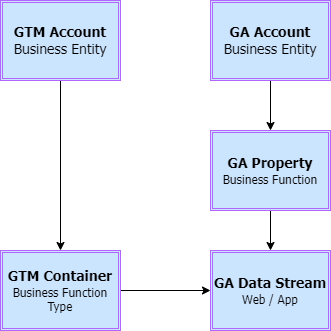 GTM Account
Business Entity
GA Account
Business Entity
GA Property
Business Function
GTM Container
Business Function
Type
GA Data Stream
Web / App